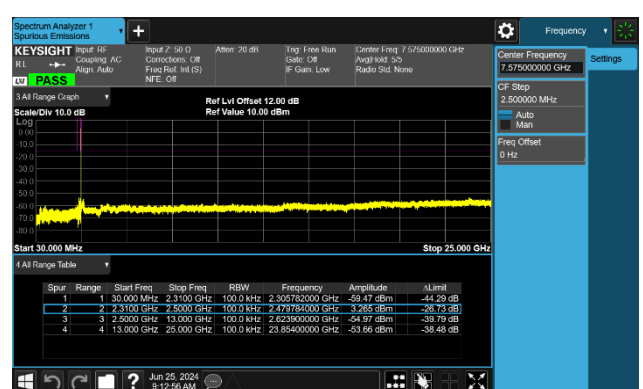 Spectrum Analyzer 1
Spurious Emissions
Frequency
KEYSIGHT Input: RF Input Z: 50 Ω Atten: 20 dB Trig: Free Run Center Freq: 7.575000000 GHz
RL Coupling: AC Corrections: Off Gate: Off Avg|Hold: 5/5
Align: Auto Freq Ref: Int (S) IF Gain: Low Radio Std: None
LXI PASS NFE: Off
Center Frequency
7.575000000 GHz
Settings
CF Step
2.500000 MHz
Auto
Man
Freq Offset
0 Hz
3 All Range Graph
Ref Lvl Offset 12.00 dB
Scale/Div 10.0 dB Ref Value 10.00 dBm
Log
0.00
-10.0
-20.0
-30.0
-40.0
-50.0
-60.0
-70.0
-80.0
Start 30.000 MHz Stop 25.000 GHz
4 All Range Table
Spur Range Start Freq Stop Freq RBW Frequency Amplitude ΔLimit
1 1 30.000 MHz 2.3100 GHz 100.0 kHz 2.305782000 GHz -59.47 dBm -44.29 dB
2 2 2.3100 GHz 2.5000 GHz 100.0 kHz 2.479784000 GHz 3.265 dBm -26.73 dB
3 3 2.5000 GHz 13.000 GHz 100.0 kHz 2.623900000 GHz -54.97 dBm -39.79 dB
4 4 13.000 GHz 25.000 GHz 100.0 kHz 23.85400000 GHz -53.66 dBm -38.48 dB
? Jun 25, 2024
9:12:56 AM